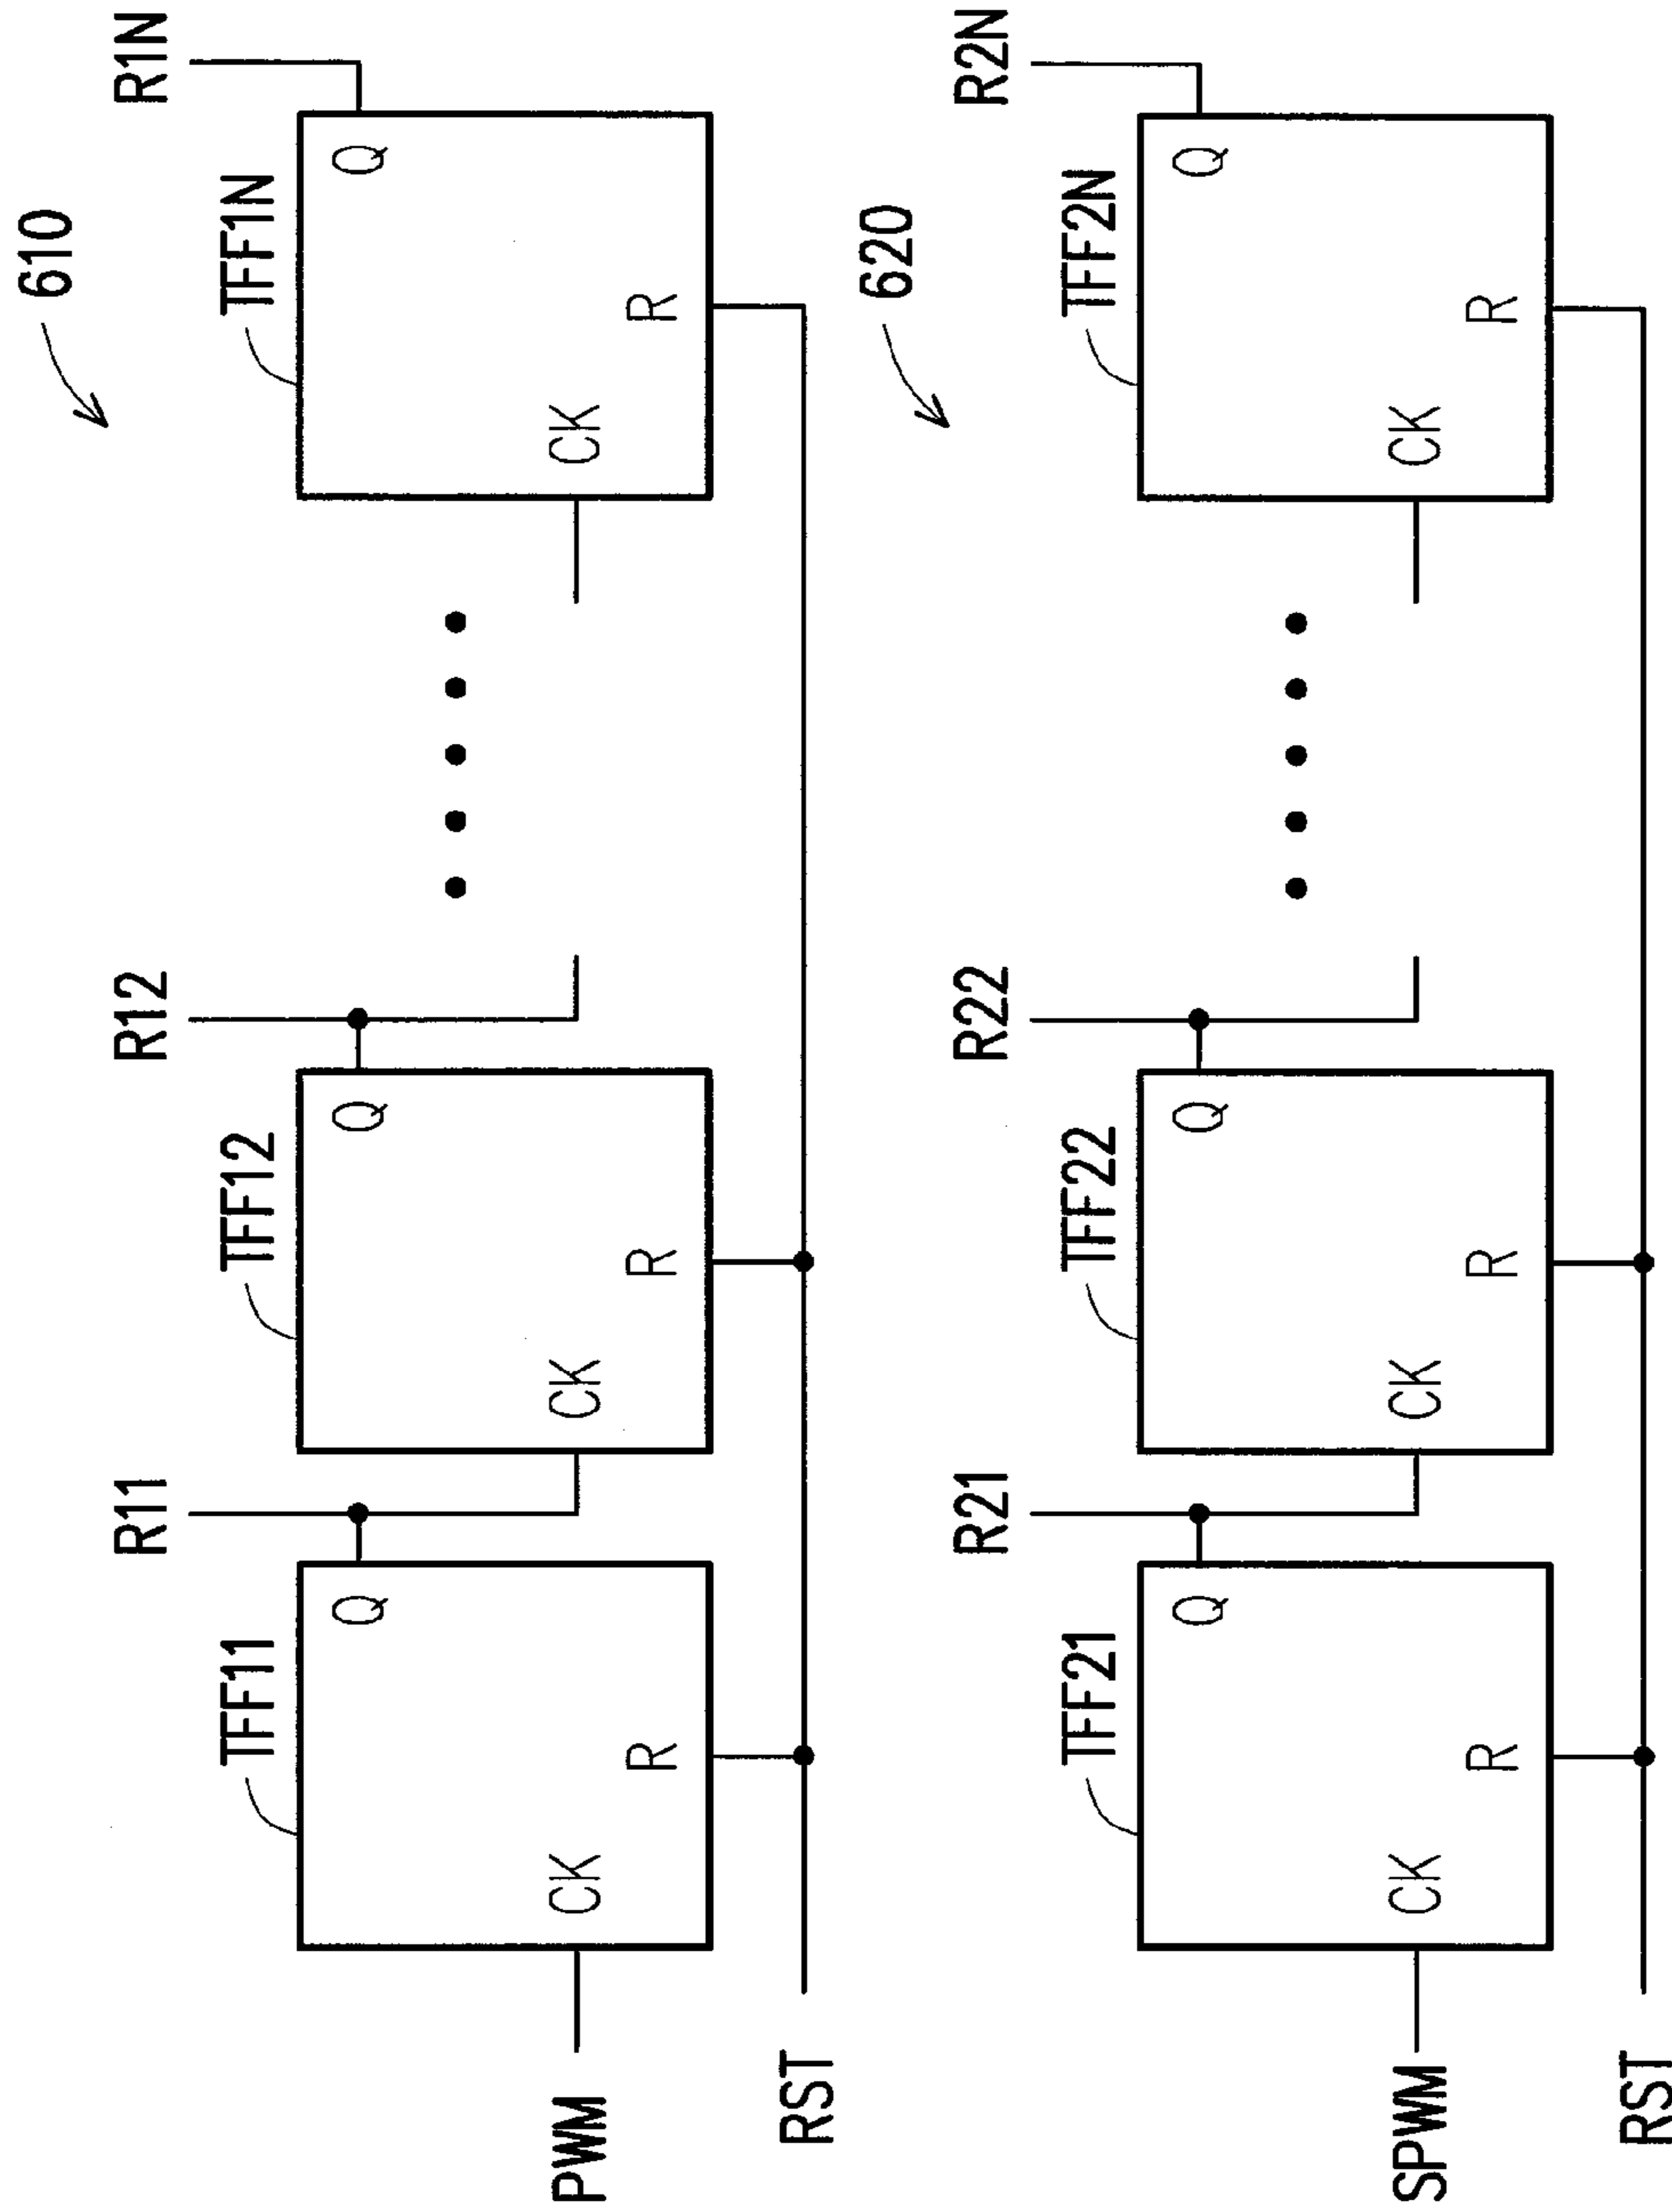 610
R11
R12
R1N
TFF11
TFF12
TFF1N
Q
Q
Q
PWM
CK
CK
CK
R
R
R
RST
620
R21
R22
R2N
TFF21
TFF22
TFF2N
Q
Q
Q
SPWM
CK
CK
CK
R
R
R
RST